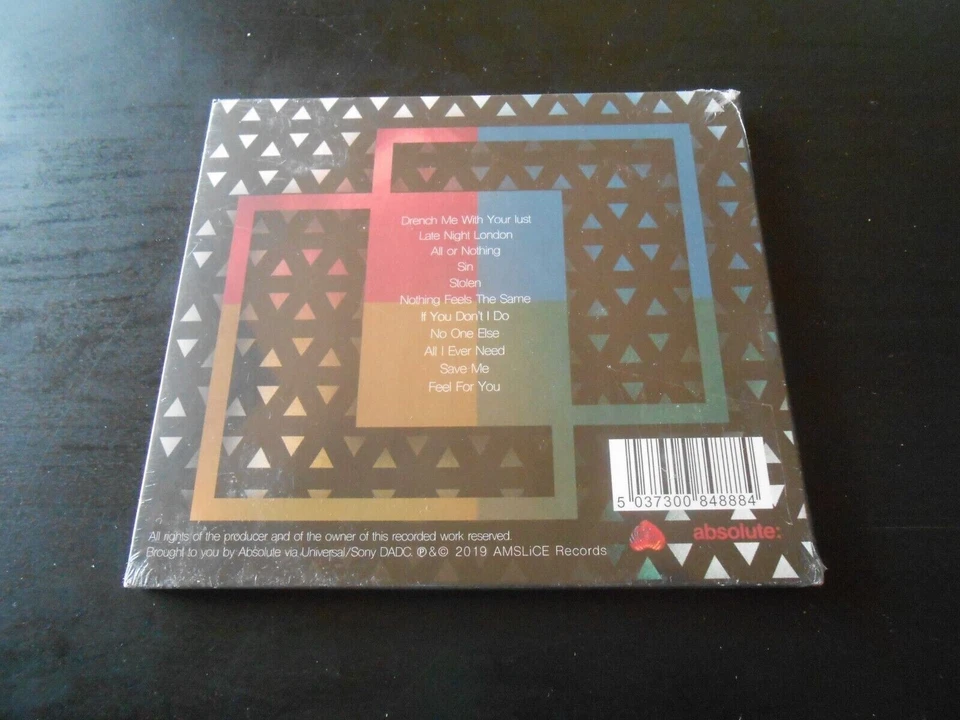 Drench Me With Your lust
Late Night London
All or Nothing
Sin
Stolen
Nothing Feels The Same
If You Don't I Do
No One Else
All I Ever Need
Save Me
Feel For You
5 037300 848884
All rights of the producer and of the owner of this recorded work reserved.
Brought to you by Absolute via Universal/Sony DADC ℗&© 2019 AMSLiCE Records
absolute: